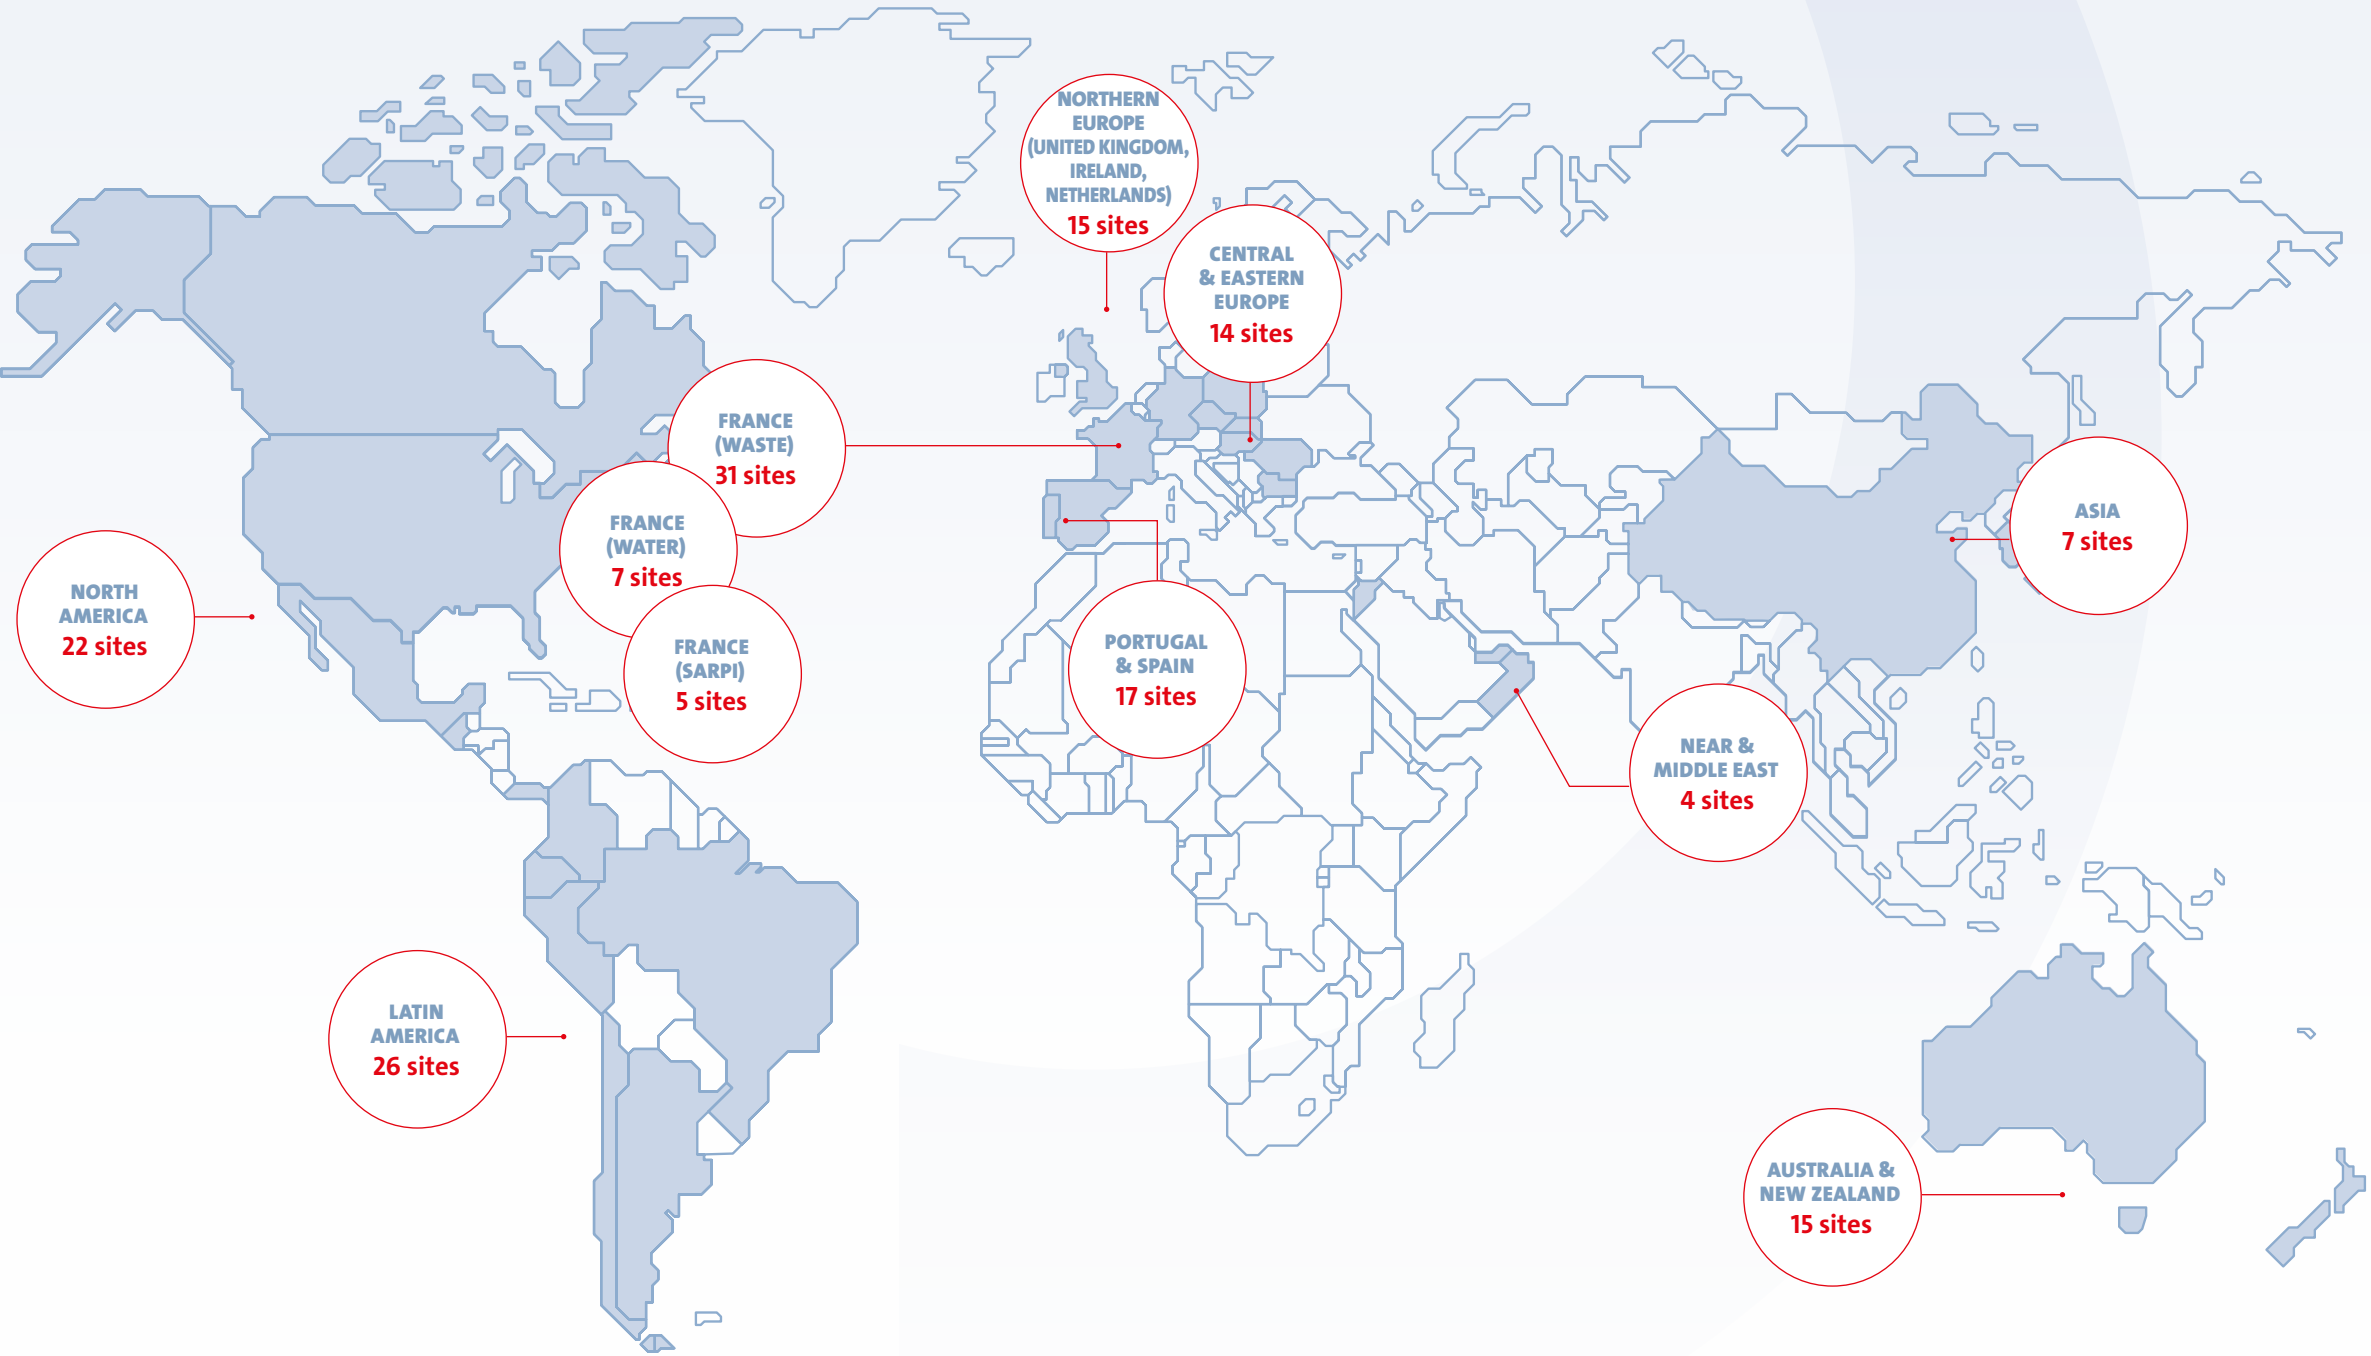 NORTHERN
EUROPE
(UNITED KINGDOM,
IRELAND,
NETHERLANDS)
15 sites
CENTRAL
& EASTERN
EUROPE
14 sites
FRANCE
(WASTE)
31 sites
FRANCE
(WATER)
7 sites
FRANCE
(SARPI)
5 sites
NORTH
AMERICA
22 sites
PORTUGAL
& SPAIN
17 sites
ASIA
7 sites
NEAR &
MIDDLE EAST
4 sites
LATIN
AMERICA
26 sites
AUSTRALIA &
NEW ZEALAND
15 sites